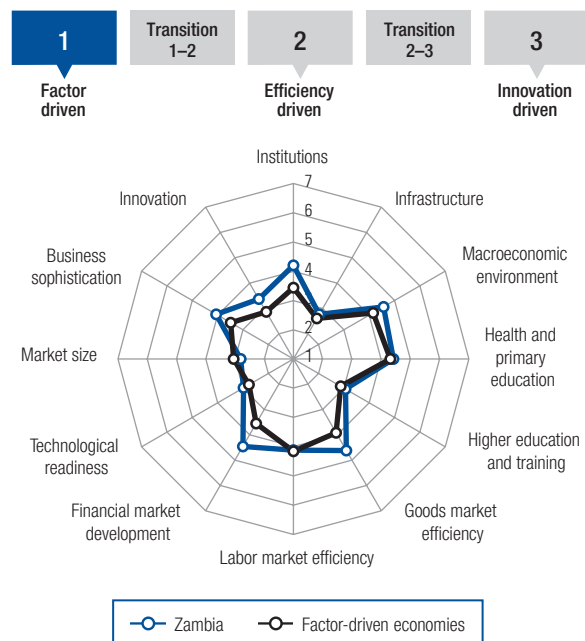 1
Transition
1–2
2
Transition
2–3
3
Factor
driven
Efficiency
driven
Innovation
driven
Institutions
7
Innovation
Infrastructure
6
5
Business
sophistication
Macroeconomic
environment
4
Market size
2
1
Health and
primary
education
Technological
readiness
Higher education
and training
Financial market
development
Goods market
efficiency
Labor market efficiency
Zambia
Factor-driven economies